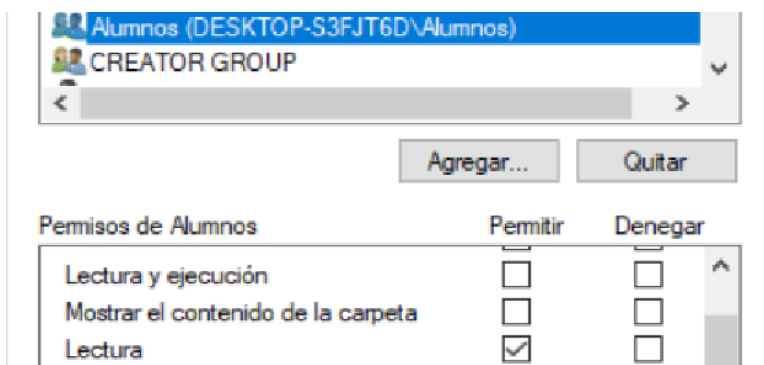 Alumnos (DESKTOP-S3FJT6D\Alumnos)
CREATOR GROUP
Agregar... Quitar
Permisos de Alumnos Permitir Denegar
Lectura y ejecución
Mostrar el contenido de la carpeta
Lectura